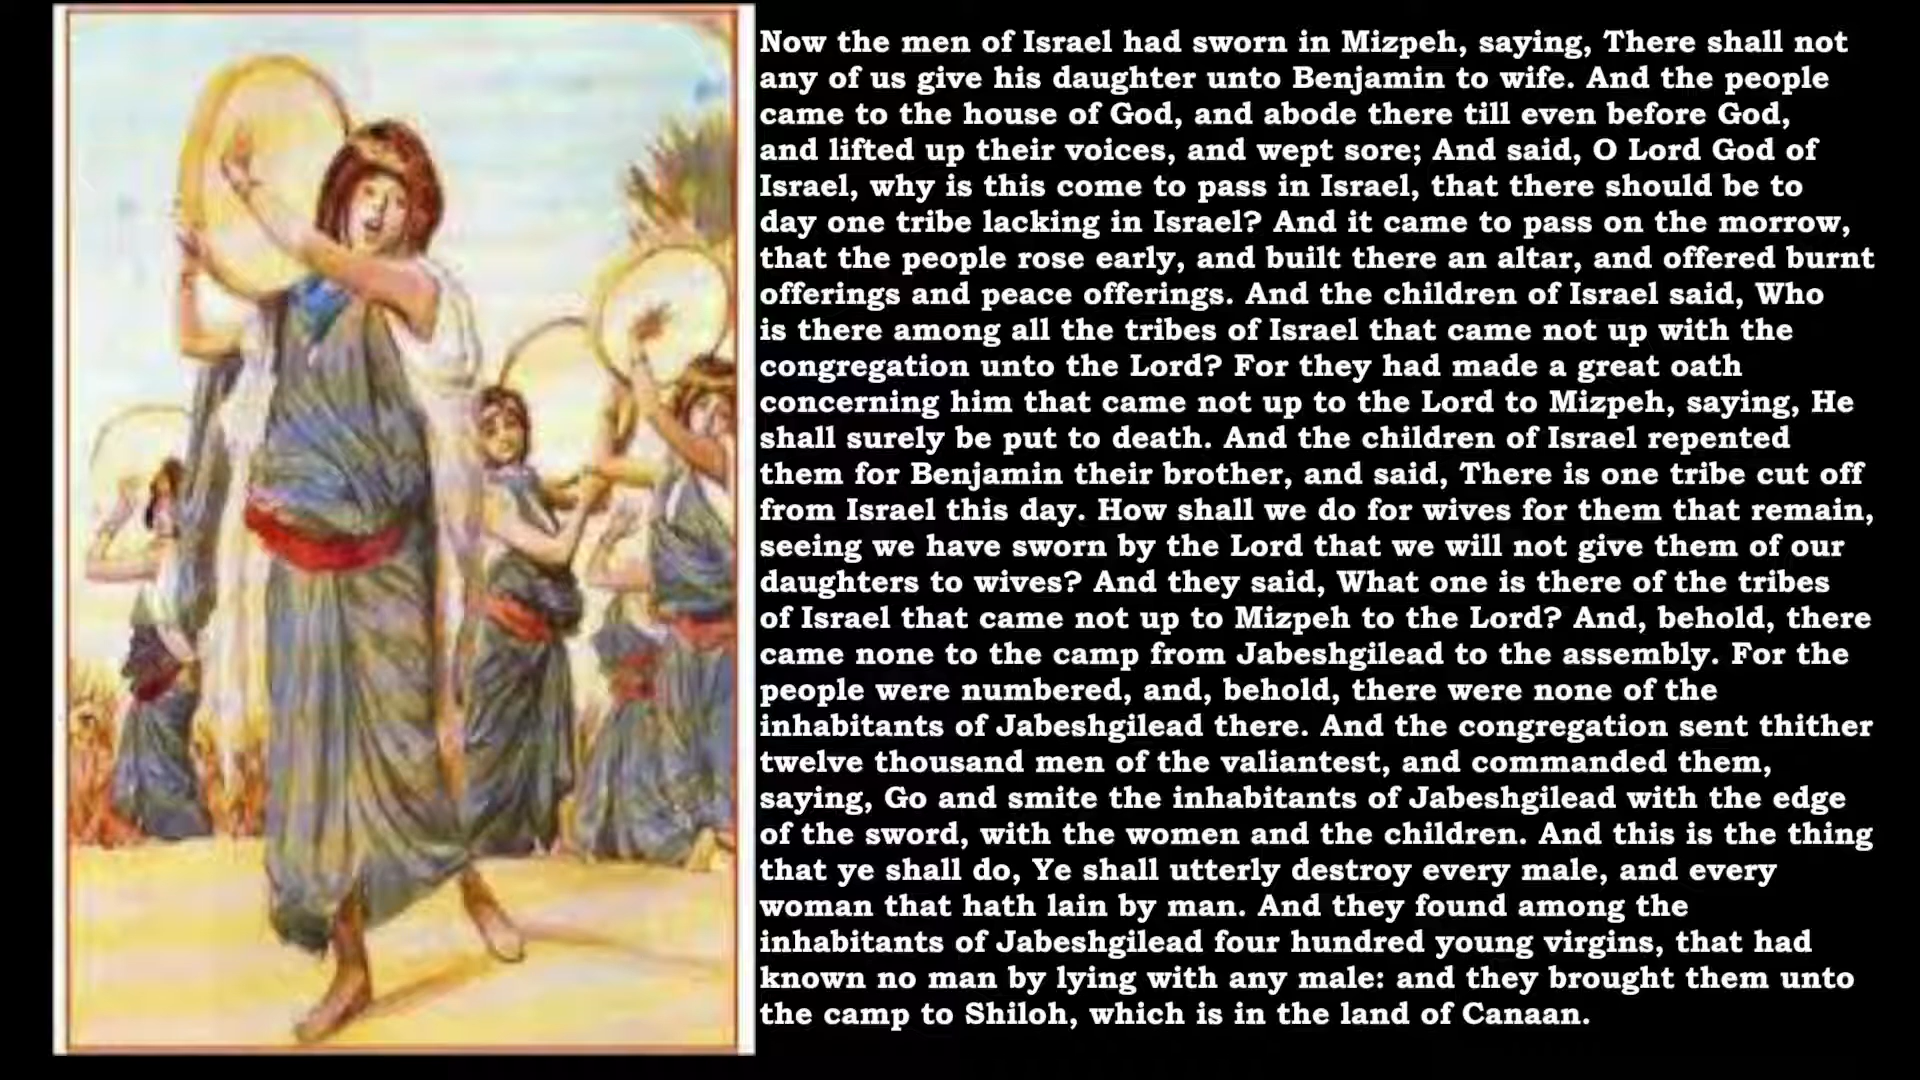 Now the men of Israel had sworn in Mizpeh, saying, There shall not
any of us give his daughter unto Benjamin to wife. And the people
came to the house of God, and abode there till even before God,
and lifted up their voices, and wept sore; And said, O Lord God of
Israel, why is this come to pass in Israel, that there should be to
day one tribe lacking in Israel? And it came to pass on the morrow,
that the people rose early, and built there an altar, and offered burnt
offerings and peace offerings. And the children of Israel said, Who
is there among all the tribes of Israel that came not up with the
congregation unto the Lord? For they had made a great oath
concerning him that came not up to the Lord to Mizpeh, saying, He
shall surely be put to death. And the children of Israel repented
them for Benjamin their brother, and said, There is one tribe cut off
from Israel this day. How shall we do for wives for them that remain,
seeing we have sworn by the Lord that we will not give them of our
daughters to wives? And they said, What one is there of the tribes
of Israel that came not up to Mizpeh to the Lord? And, behold, there
came none to the camp from Jabeshgilead to the assembly. For the
people were numbered, and, behold, there were none of the
inhabitants of Jabeshgilead there. And the congregation sent thither
twelve thousand men of the valiantest, and commanded them,
saying, Go and smite the inhabitants of Jabeshgilead with the edge
of the sword, with the women and the children. And this is the thing
that ye shall do, Ye shall utterly destroy every male, and every
woman that hath lain by man. And they found among the
inhabitants of Jabeshgilead four hundred young virgins, that had
known no man by lying with any male: and they brought them unto
the camp to Shiloh, which is in the land of Canaan.